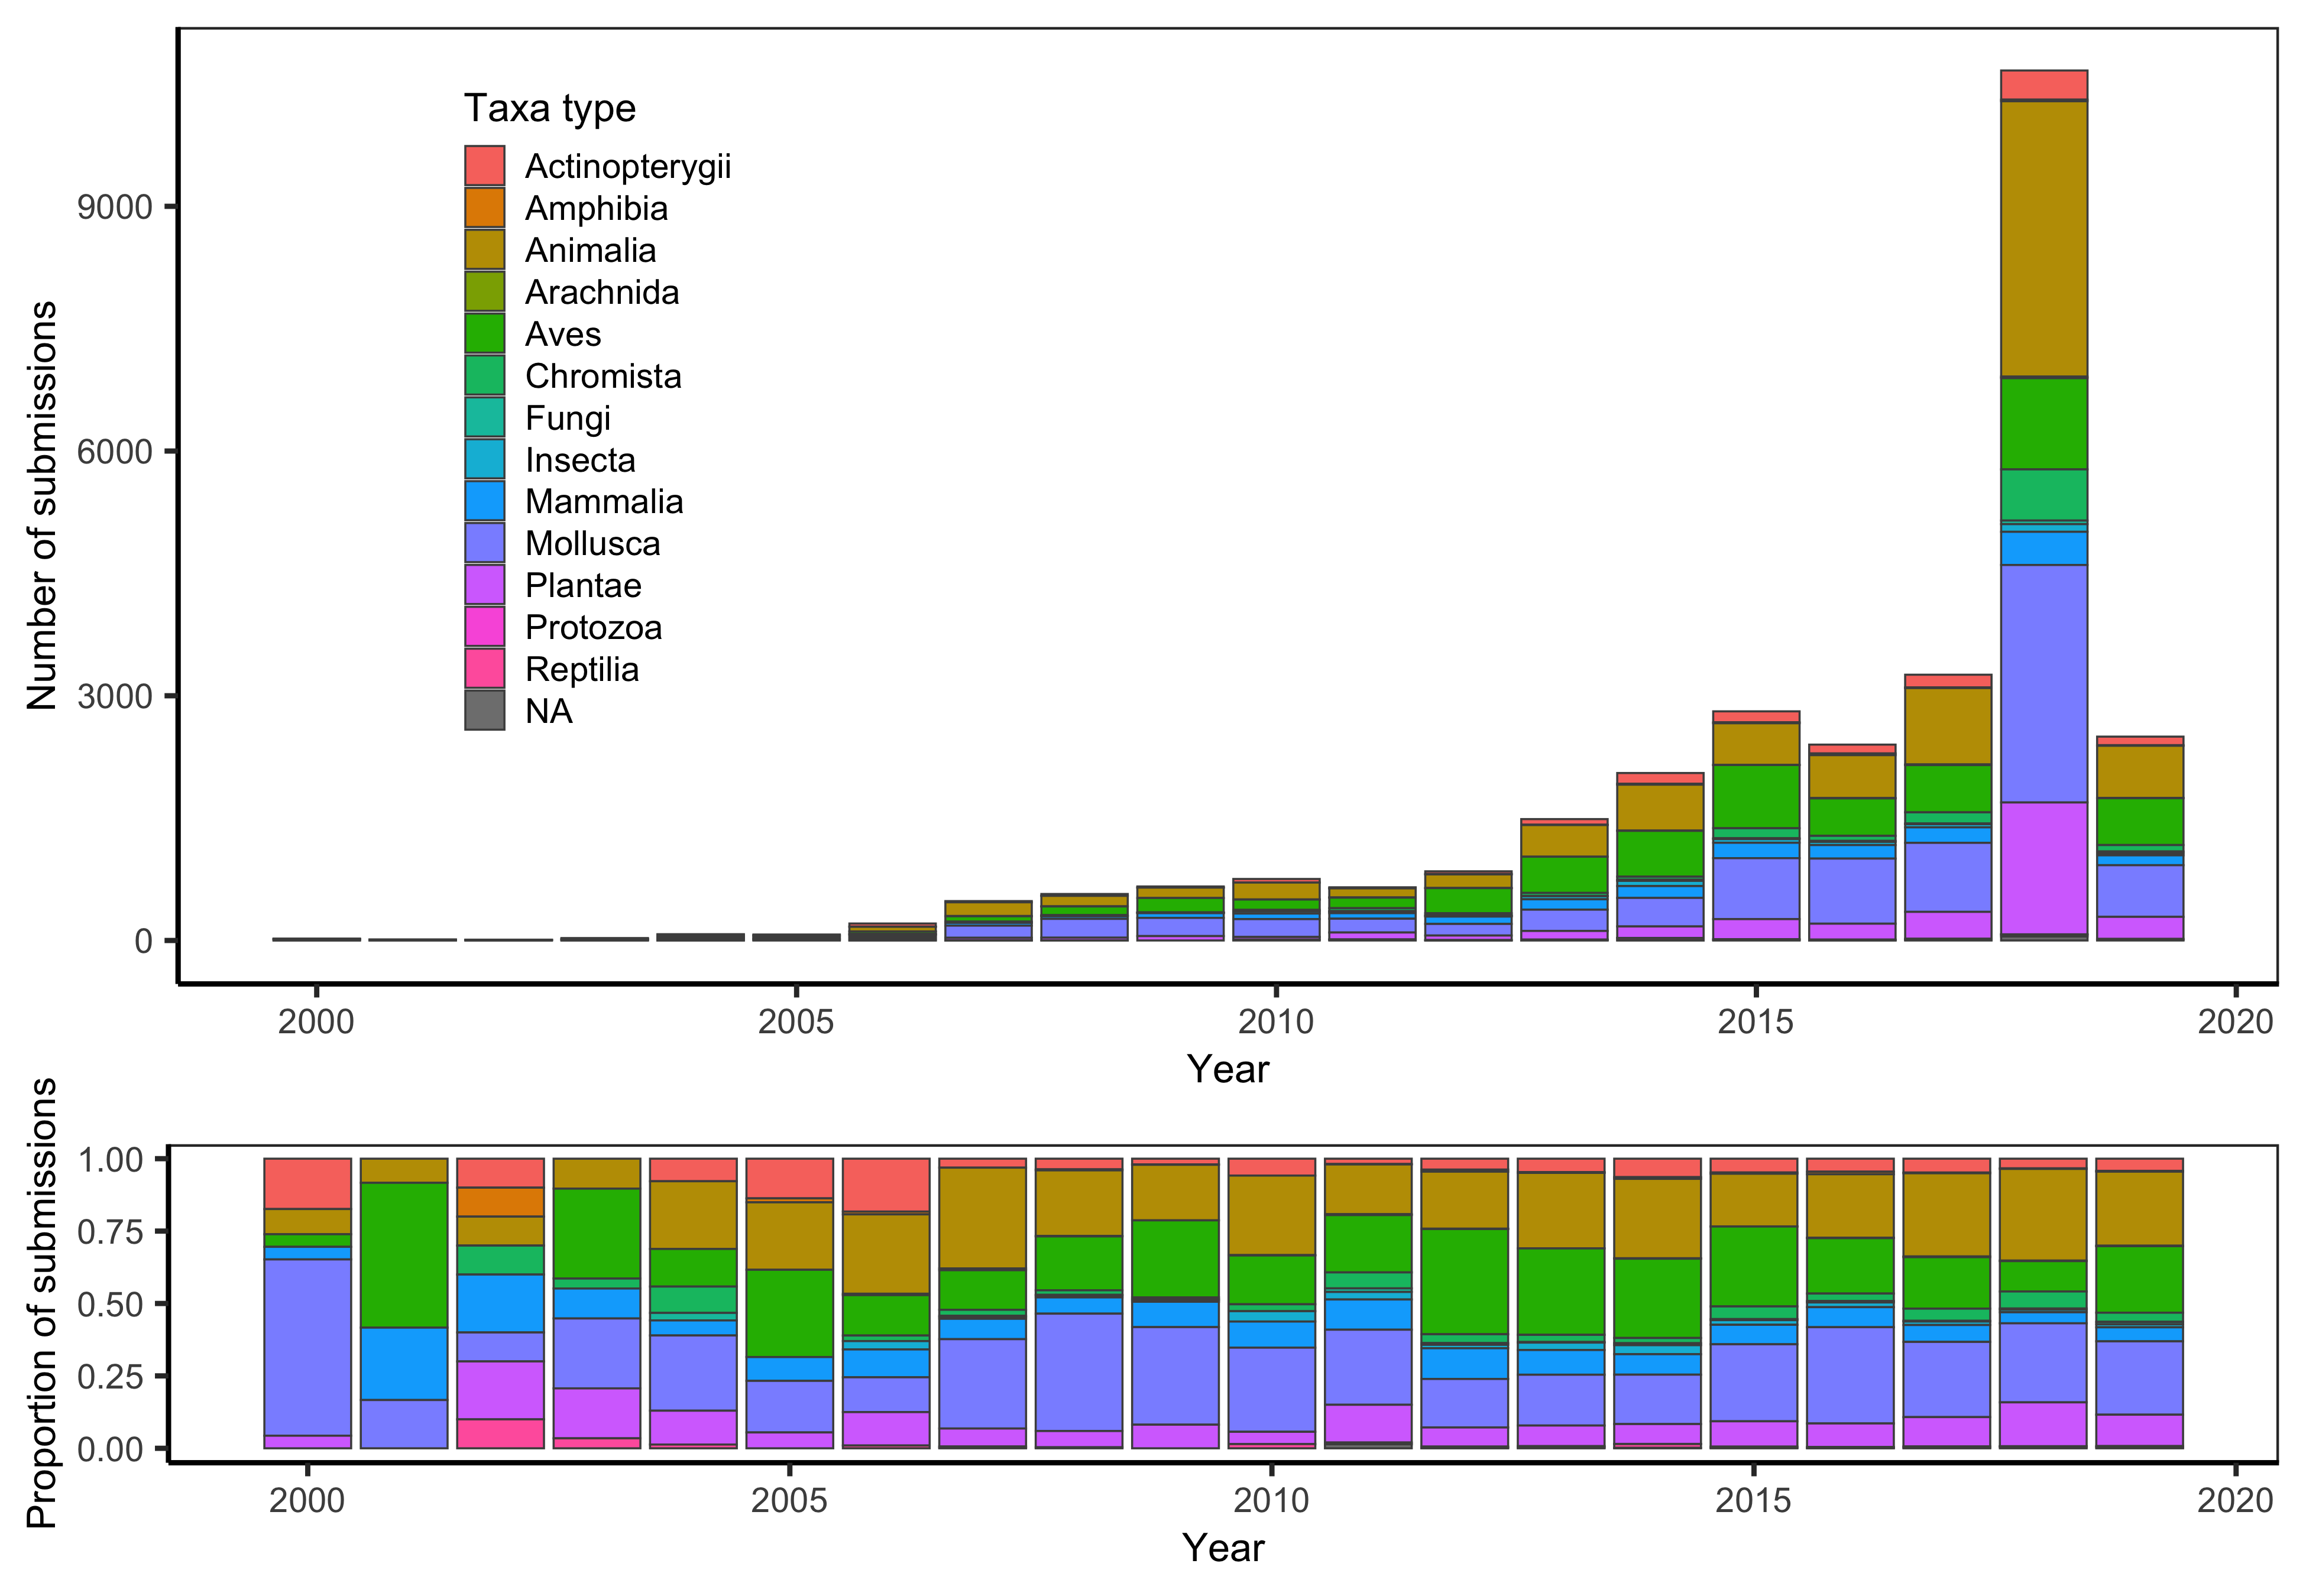 Taxa type
Actinopterygii
Amphibia
Animalia
Arachnida
Aves
Chromista
Fungi
Insecta
Mammalia
Mollusca
Plantae
Protozoa
Reptilia
NA
Number of submissions
9000
6000
3000
0
2000 2005 2010 2015 2020
Year
Proportion of submissions
1.00
0.75
0.50
0.25
0.00
2000 2005 2010 2015 2020
Year